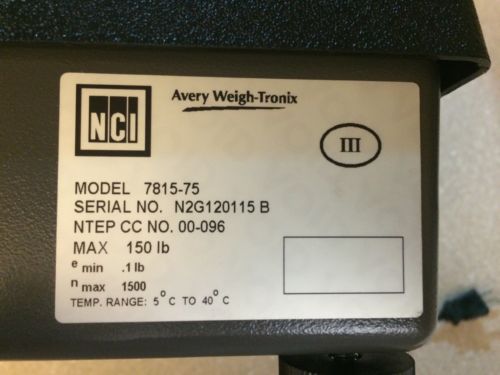 NCI
Avery Weigh-Tronix
III
MODEL 7815-75
SERIAL NO. N2G120115 B
NTEP CC NO. 00-096
MAX 150 lb
e min .1 lb
n max 1500
TEMP. RANGE: 5°C TO 40°C